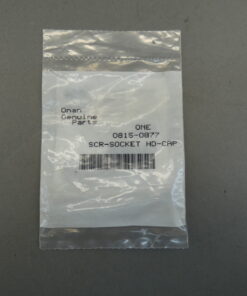 Onan
Genuine
Parts
ONE
0815-0877
SCR-SOCKET HD-CAP